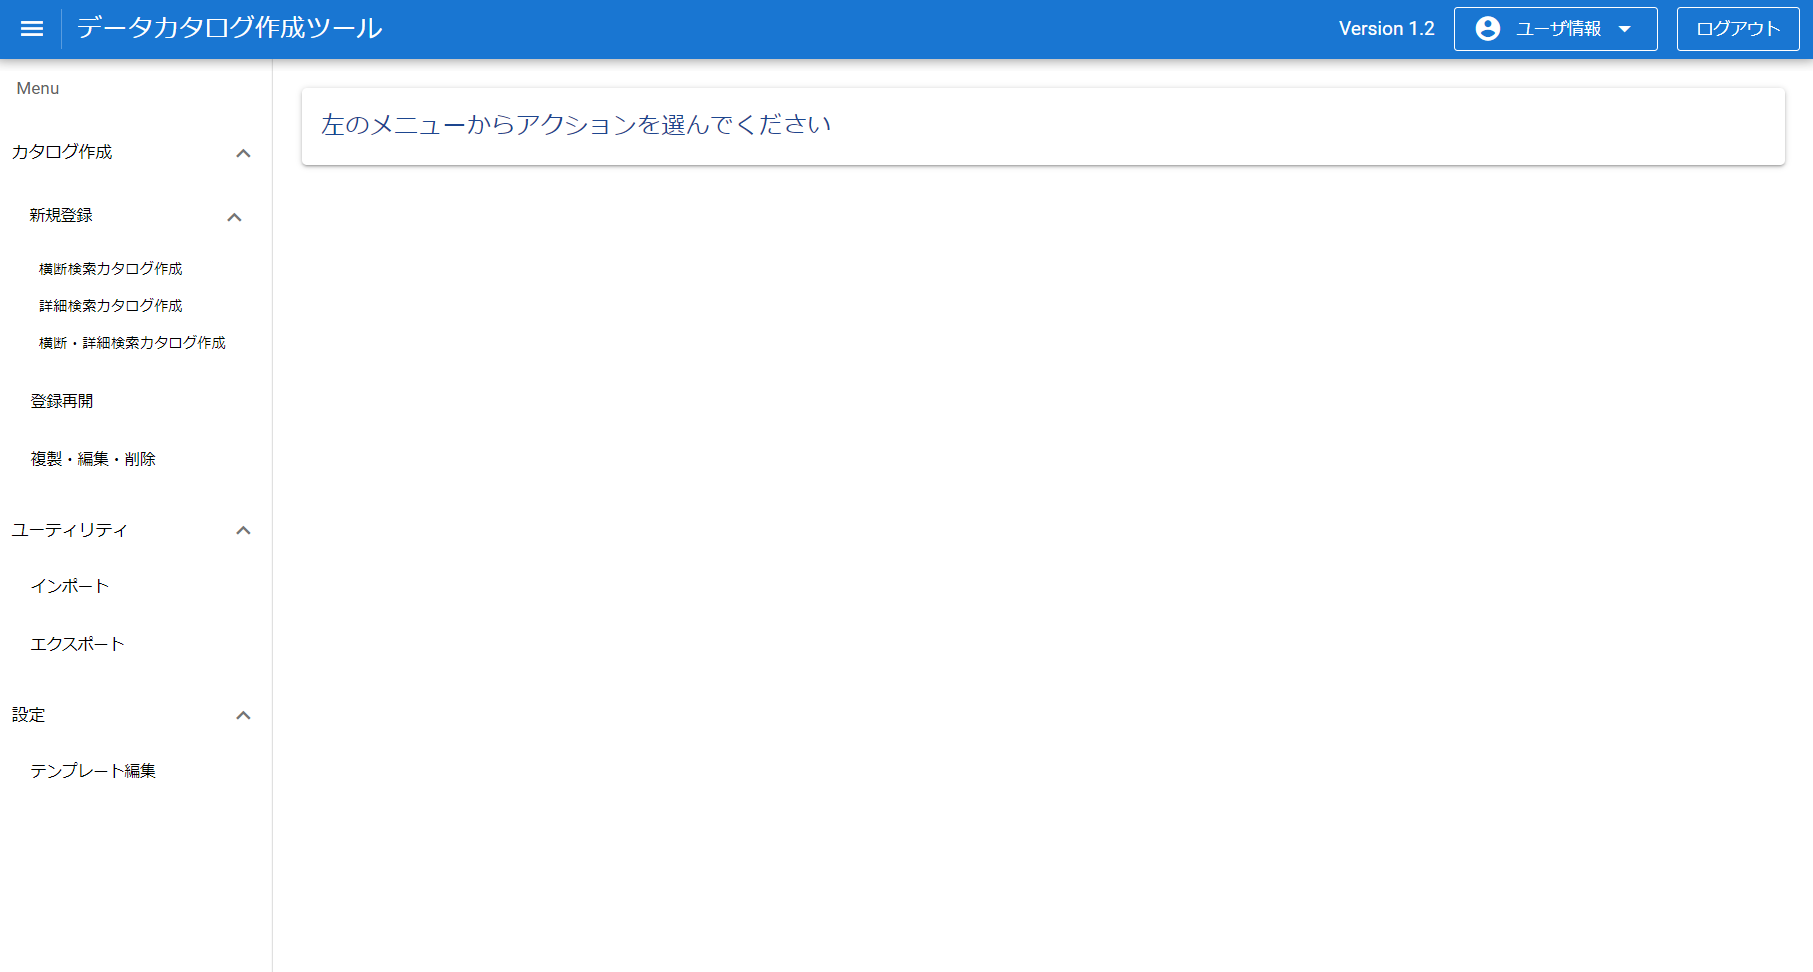 データカタログ作成ツール
Version 1.2
ユーザ情報
ログアウト
Menu
左のメニューからアクションを選んでください
カタログ作成
新規登録
横断検索カタログ作成
詳細検索カタログ作成
横断・詳細検索カタログ作成
登録再開
複製・編集・削除
ユーティリティ
インポート
エクスポート
設定
テンプレート編集